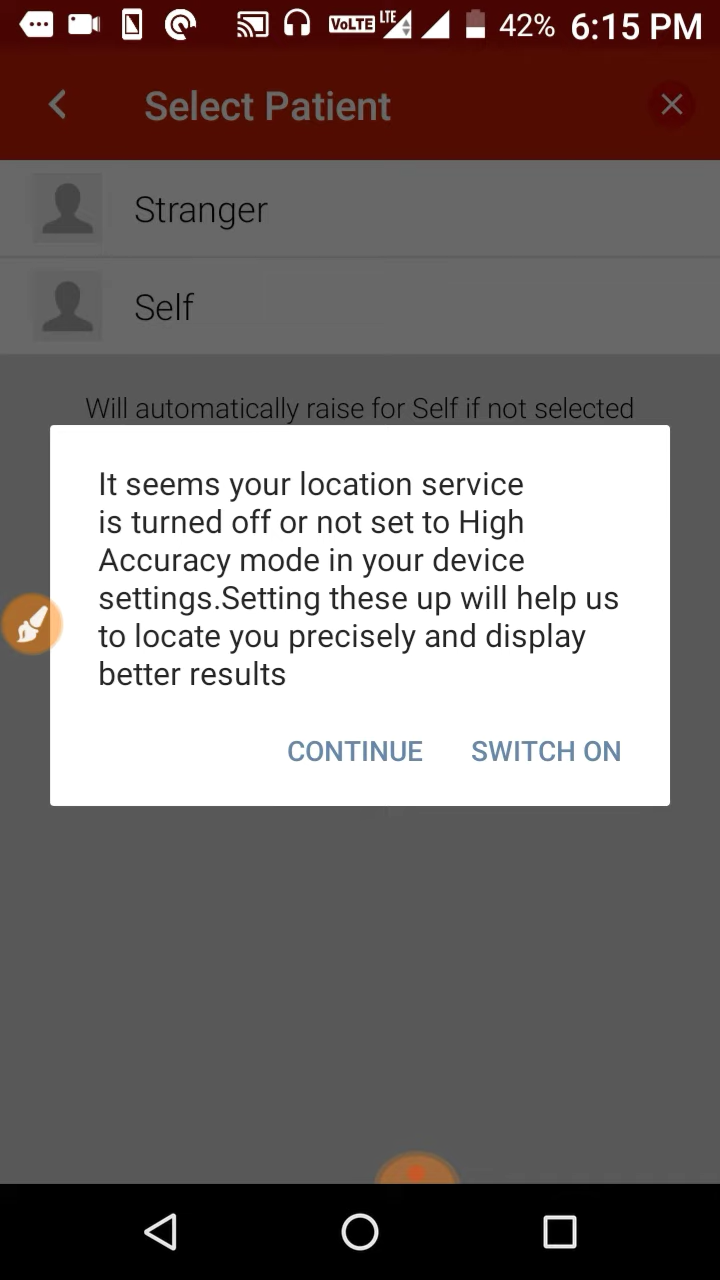 VoLTE LTE 42% 6:15 PM
Select Patient
Stranger
Self
Will automatically raise for Self if not selected
It seems your location service
is turned off or not set to High
Accuracy mode in your device
settings.Setting these up will help us
to locate you precisely and display
better results
CONTINUE SWITCH ON